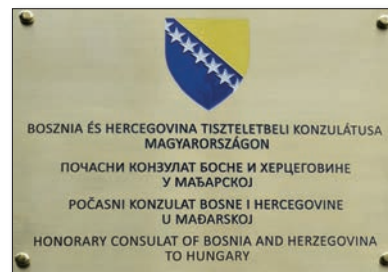 BOSZNIA ÉS HERCEGOVINA TISZTELETBELI KONZULÁTUSA
MAGYARORSZÁGON
ПОЧАСНИ КОНЗУЛАТ БОСНЕ И ХЕРЦЕГОВИНЕ
У МАЂАРСКОЈ
POČASNI KONZULAT BOSNE I HERCEGOVINE
U MAĐARSKOJ
HONORARY CONSULAT OF BOSNIA AND HERZEGOVINA
TO HUNGARY